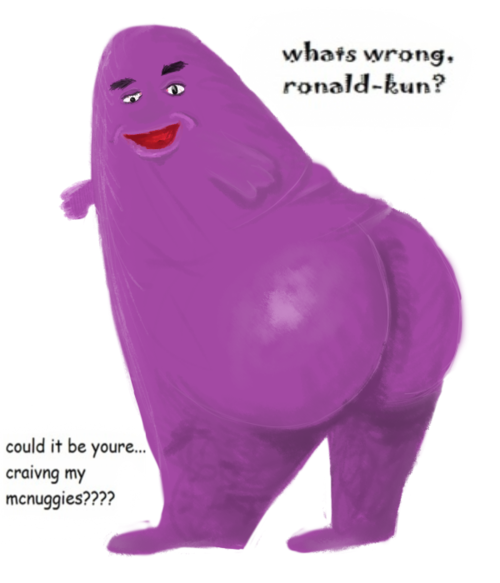 whats wrong,
ronald-kun?
could it be youre...
craivng my
mcnuggies????